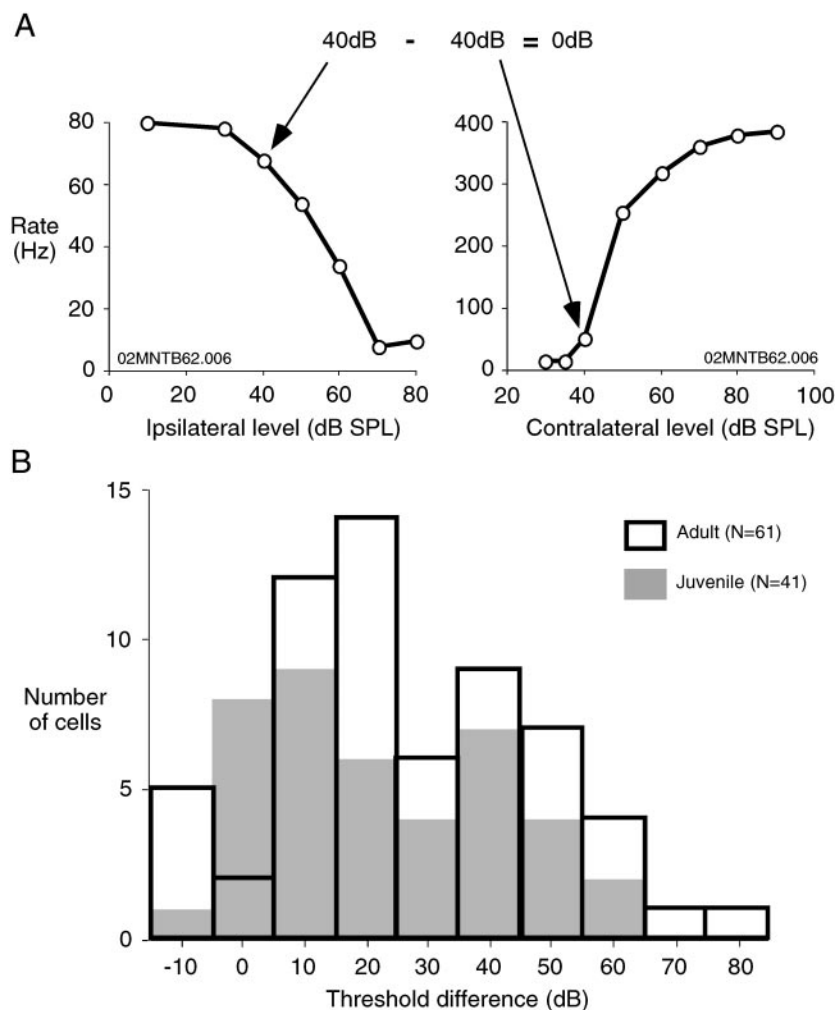 A
40dB - 40dB = 0dB
80
60
40
20
0
Rate
(Hz)
02MNTB62.006
0 20 40 60 80
Ipsilateral level (dB SPL)
400
300
200
100
0
02MNTB62.006
20 40 60 80 100
Contralateral level (dB SPL)
B
15
10
5
0
Number
of cells
Adult (N=61)
Juvenile (N=41)
-10 0 10 20 30 40 50 60 70 80
Threshold difference (dB)